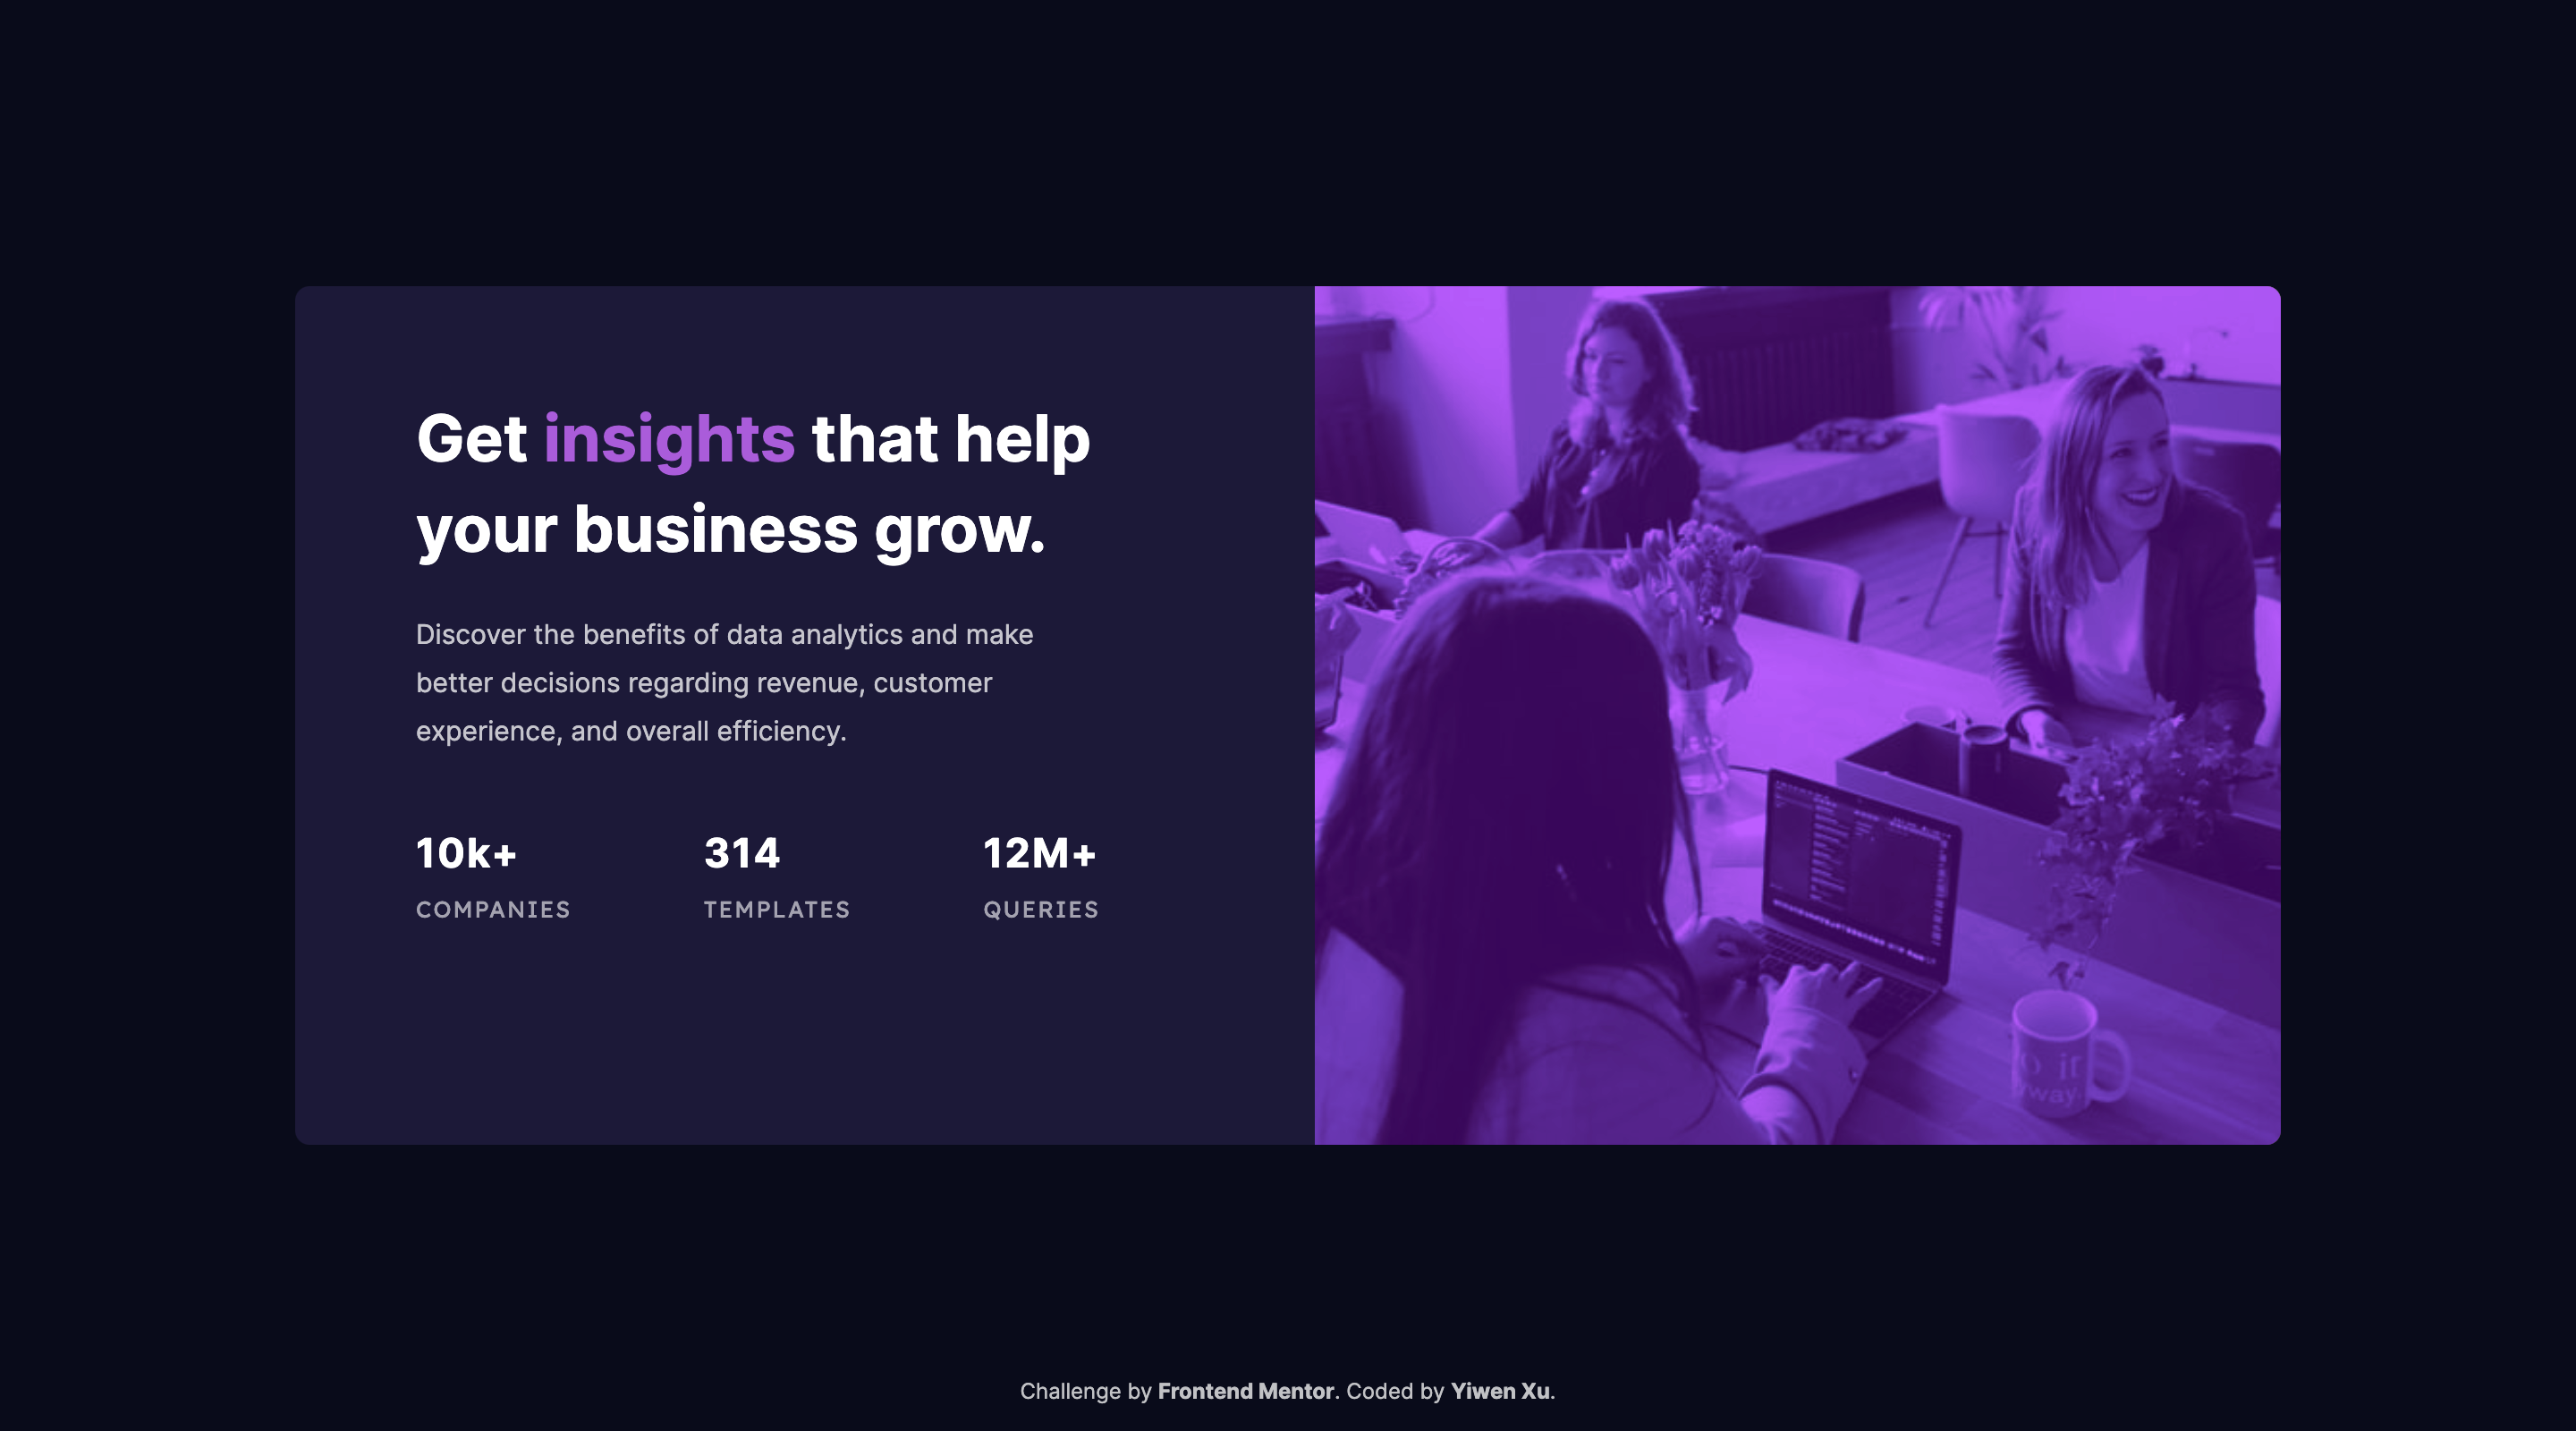 Get insights that help
your business grow.
Discover the benefits of data analytics and make
better decisions regarding revenue, customer
experience, and overall efficiency.
10k+ 314 12M+
COMPANIES TEMPLATES QUERIES
Challenge by Frontend Mentor. Coded by Yiwen Xu.